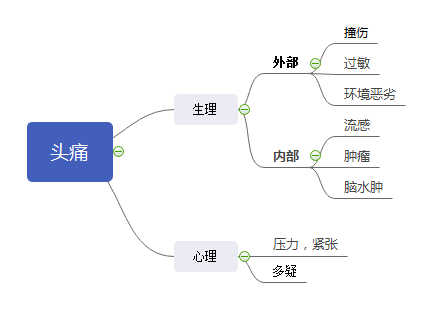 头痛
生理
外部
撞伤
过敏
环境恶劣
内部
流感
肿瘤
脑水肿
心理
压力，紧张
多疑